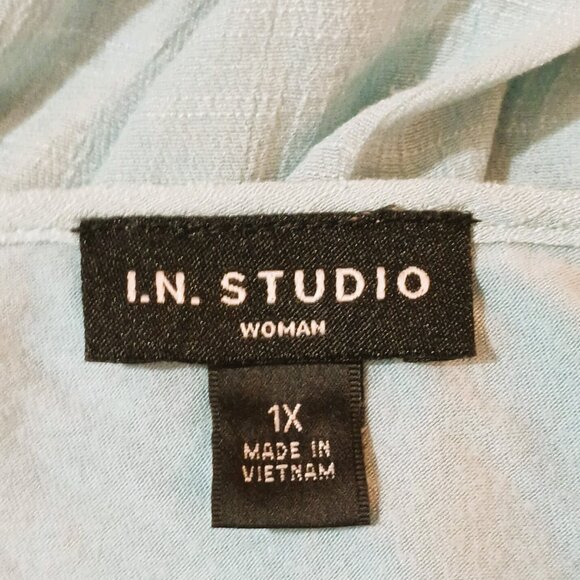 I.N. STUDIO
WOMAN
1X
MADE IN
VIETNAM